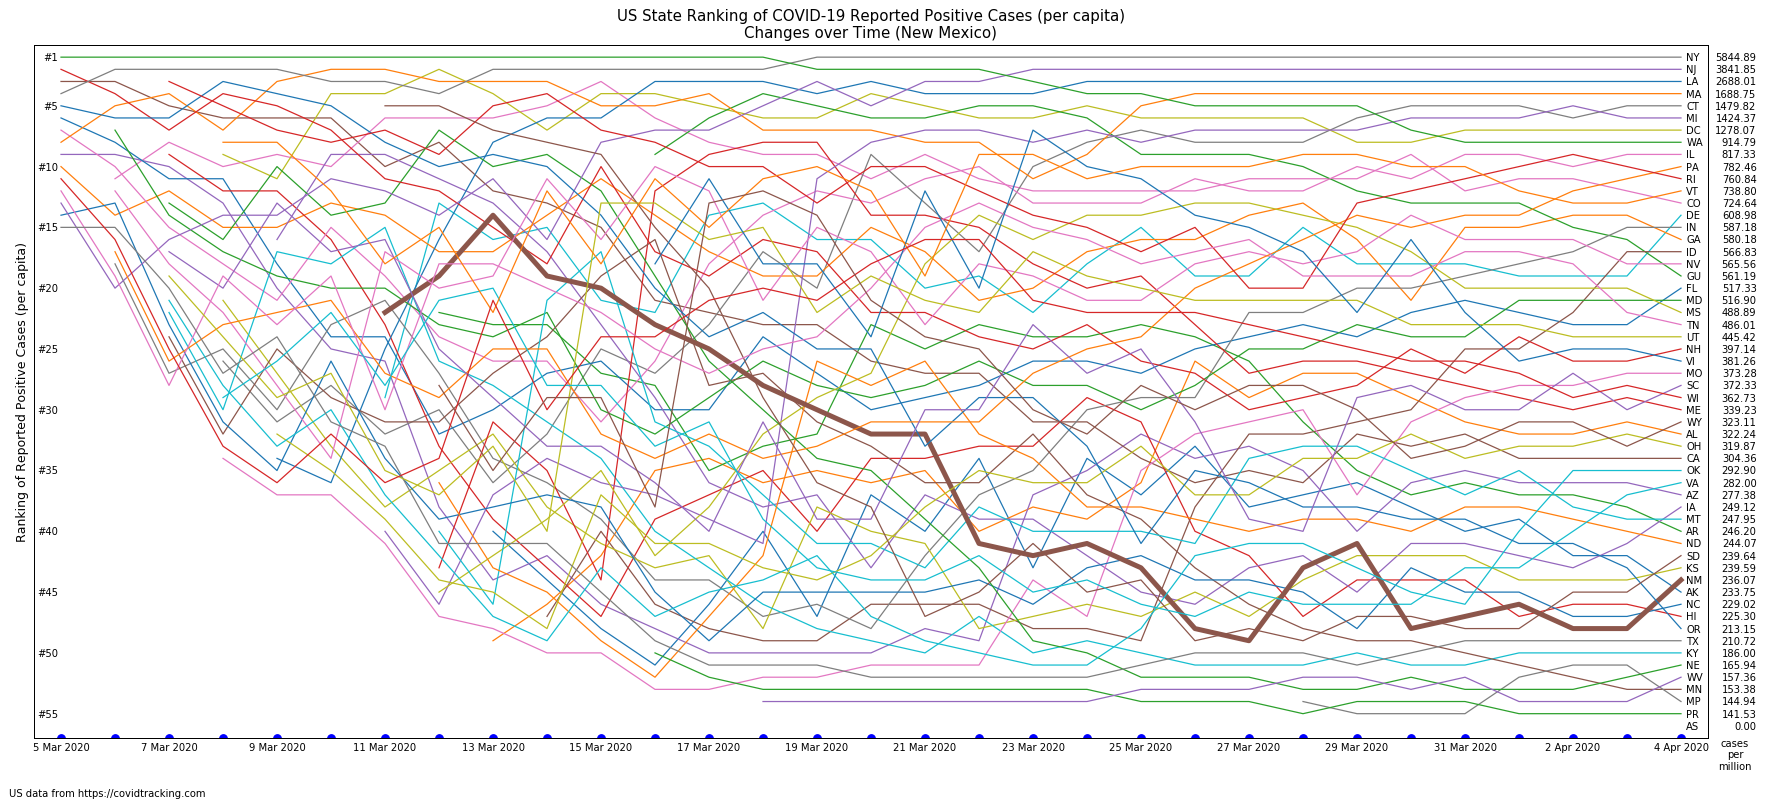 US State Ranking of COVID-19 Reported Positive Cases (per capita)
Changes over Time (New Mexico)
Ranking of Reported Positive Cases (per capita)
#1
#5
#10
#15
#20
#25
#30
#35
#40
#45
#50
#55
NY 5844.89
NJ 3841.85
LA 2688.01
MA 1688.75
CT 1479.82
MI 1424.37
DC 1278.07
WA 914.79
IL 817.33
PA 782.46
RI 760.84
VT 738.80
CO 724.64
DE 608.98
IN 587.18
GA 580.18
ID 566.83
NV 565.56
GU 561.19
FL 517.33
MD 516.90
MS 488.89
TN 486.01
UT 445.42
NH 397.14
VI 381.26
MO 373.28
SC 372.33
WI 362.73
ME 339.23
WY 323.11
AL 322.24
OH 319.87
CA 304.36
OK 292.90
VA 282.00
AZ 277.38
IA 249.12
MT 247.95
AR 246.20
ND 244.07
SD 239.64
KS 239.59
NM 236.07
AK 233.75
NC 229.02
HI 225.30
OR 213.15
TX 210.72
KY 186.00
NE 165.94
WV 157.36
MN 153.38
MP 144.94
PR 141.53
AS 0.00
5 Mar 2020 7 Mar 2020 9 Mar 2020 11 Mar 2020 13 Mar 2020 15 Mar 2020 17 Mar 2020 19 Mar 2020 21 Mar 2020 23 Mar 2020 25 Mar 2020 27 Mar 2020 29 Mar 2020 31 Mar 2020 2 Apr 2020 4 Apr 2020
cases
per
million
US data from https://covidtracking.com